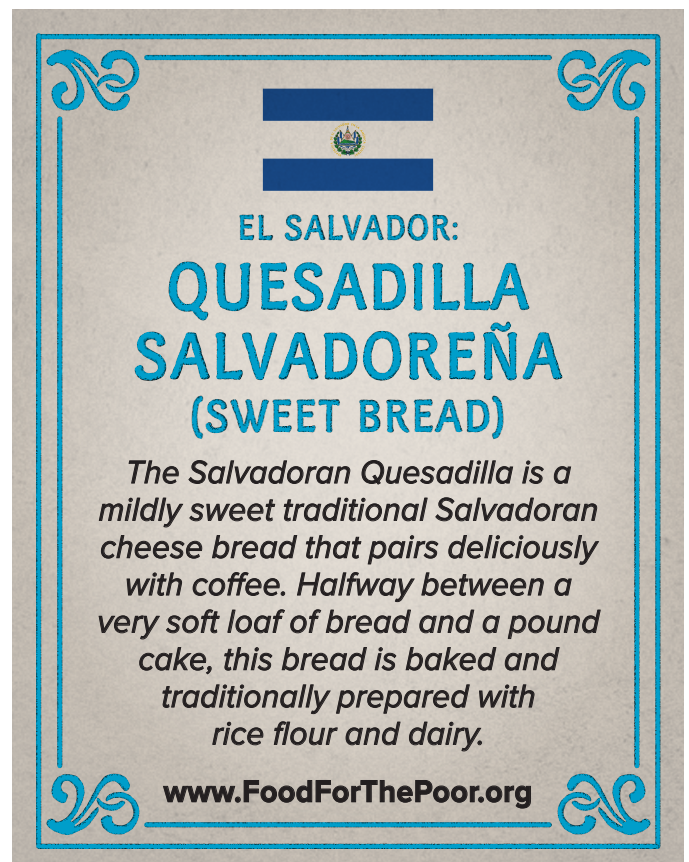 EL SALVADOR:
QUESADILLA
SALVADOREÑA
(SWEET BREAD)
The Salvadoran Quesadilla is a
mildly sweet traditional Salvadoran
cheese bread that pairs deliciously
with coffee. Halfway between a
very soft loaf of bread and a pound
cake, this bread is baked and
traditionally prepared with
rice flour and dairy.
www.FoodForThePoor.org